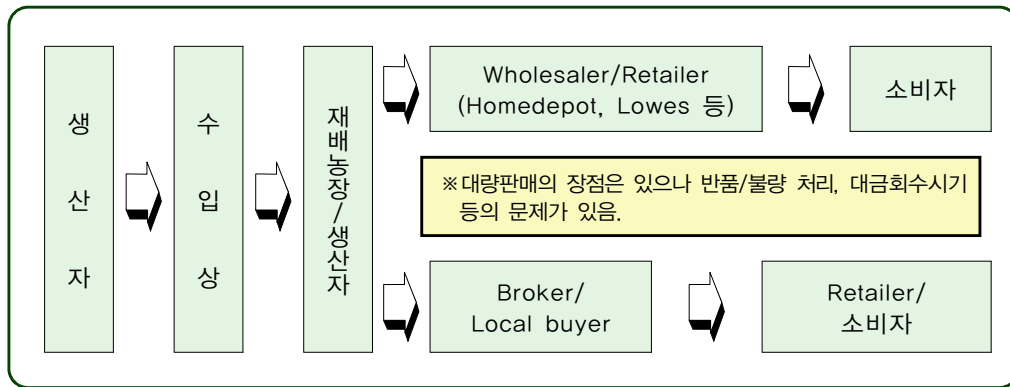 생산자
수입상
재배농장/생산자
Wholesaler/Retailer
(Homedepot, Lowes 등)
소비자
※대량판매의 장점은 있으나 반품/불량 처리, 대금회수시기
등의 문제가 있음.
Broker/
Local buyer
Retailer/
소비자